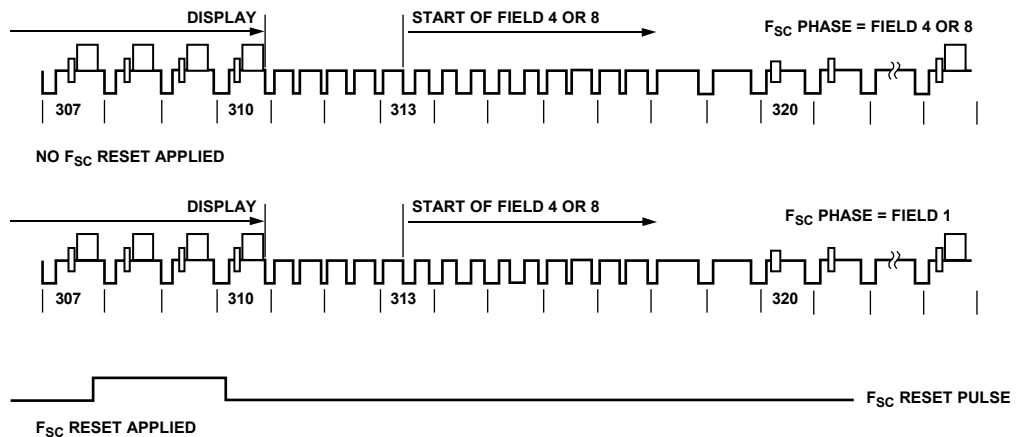 DISPLAY
START OF FIELD 4 OR 8
FSC PHASE = FIELD 4 OR 8
307
310
313
320
NO FSC RESET APPLIED
DISPLAY
START OF FIELD 4 OR 8
FSC PHASE = FIELD 1
307
310
313
320
FSC RESET PULSE
FSC RESET APPLIED